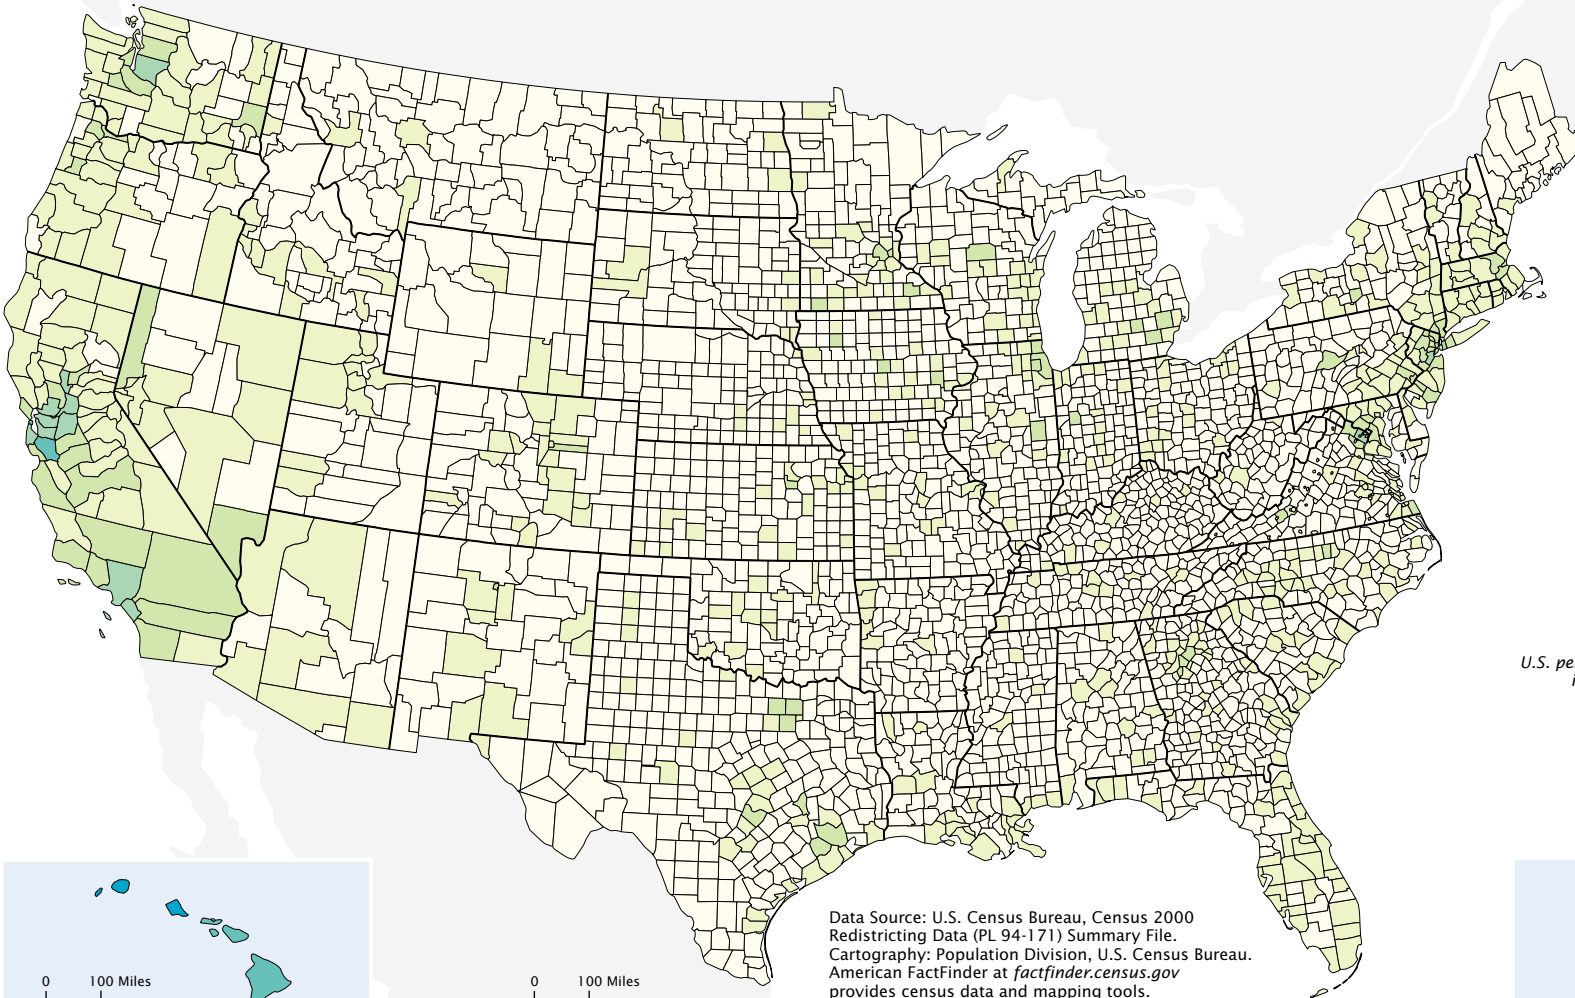 U.S. pe
i
Data Source: U.S. Census Bureau, Census 2000
Redistricting Data (PL 94-171) Summary File.
Cartography: Population Division, U.S. Census Bureau.
American FactFinder at factfinder.census.gov
provides census data and mapping tools.
0 100 Miles
0 100 Miles